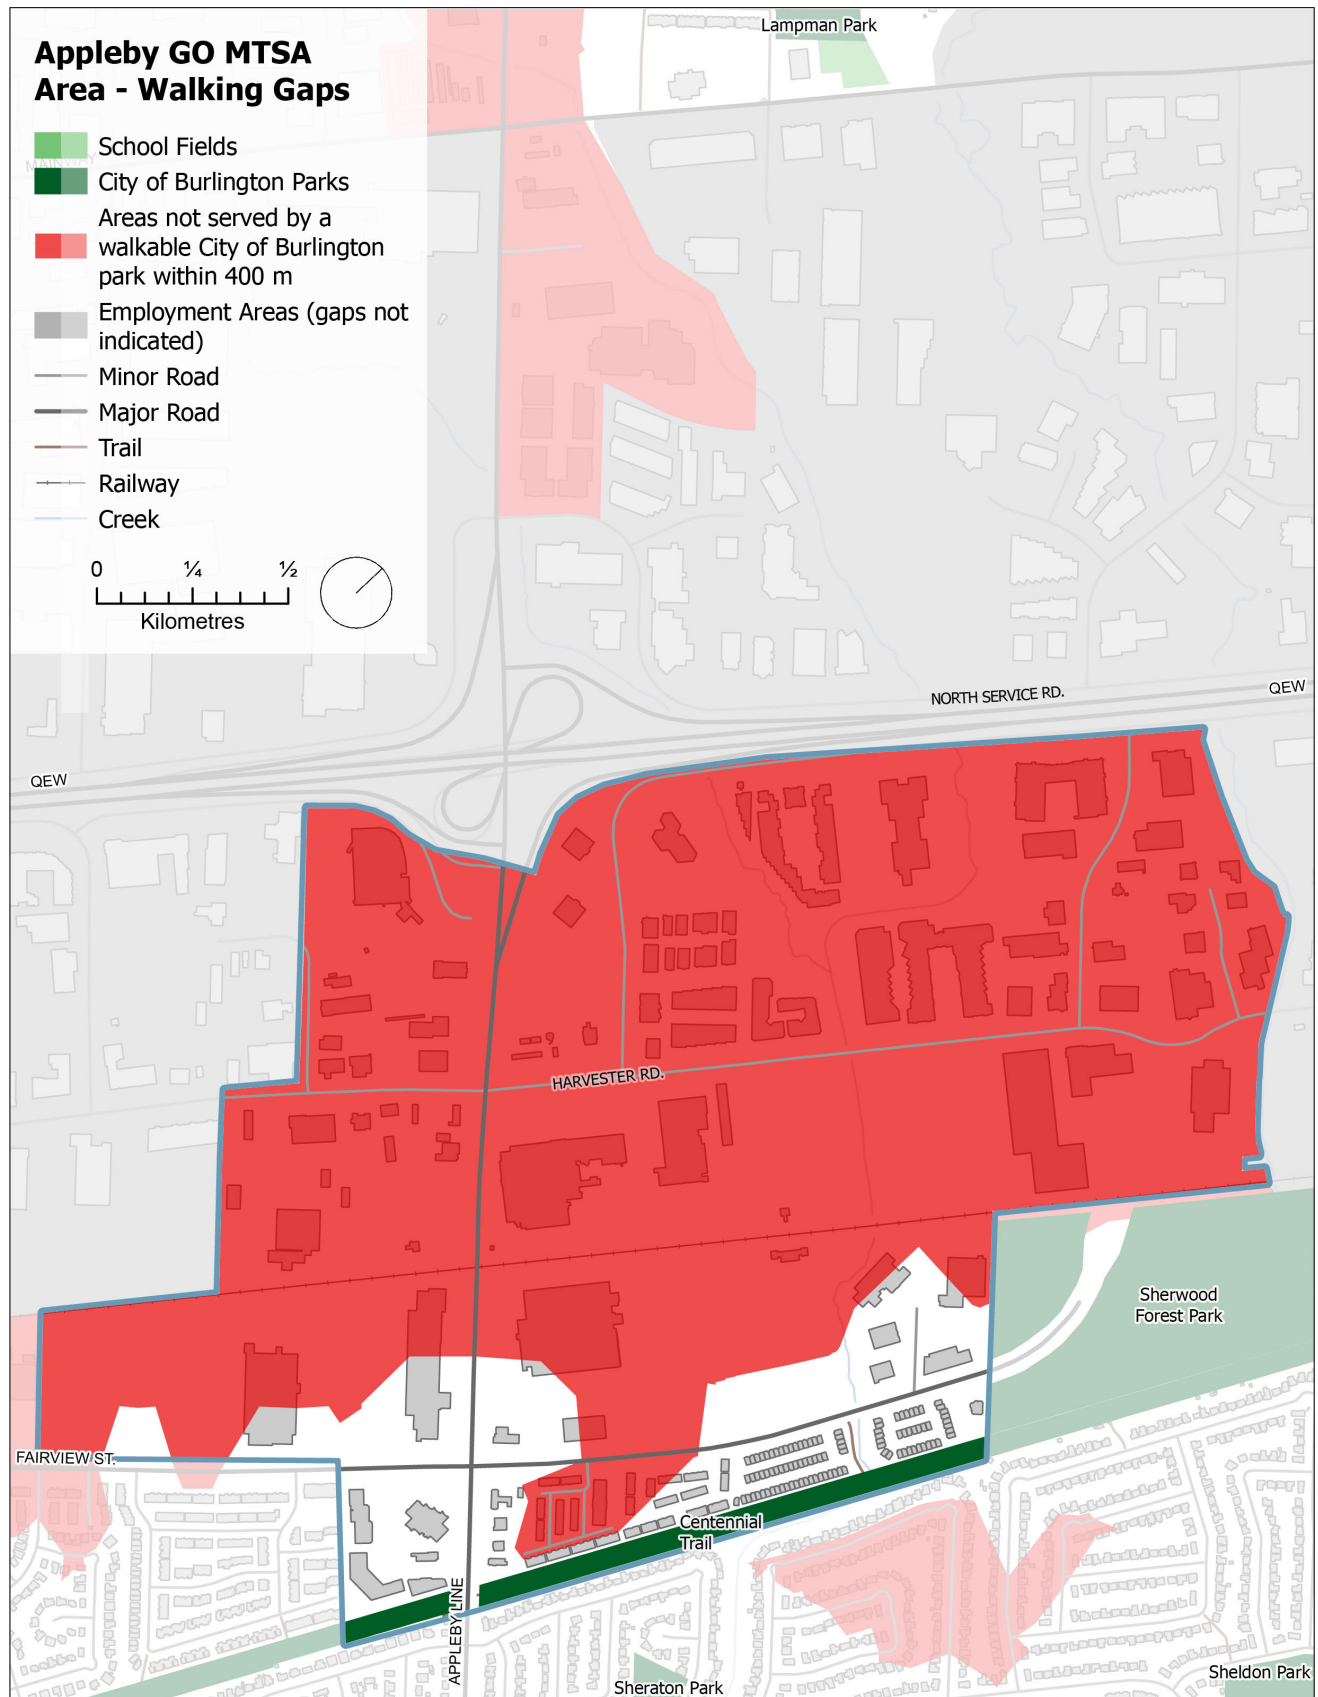 Lampman Park
Appleby GO MTSA
Area - Walking Gaps
School Fields
MAINWAY
City of Burlington Parks
Areas not served by a
walkable City of Burlington
park within 400 m
Employment Areas (gaps not
indicated)
Minor Road
Major Road
Trail
Railway
Creek
0 ¼ ½
Kilometres
NORTH SERVICE RD.
QEW
QEW
HARVESTER RD.
Sherwood
Forest Park
FAIRVIEW ST.
Centennial
Trail
APPLEBY LINE
Sheldon Park
Sheraton Park